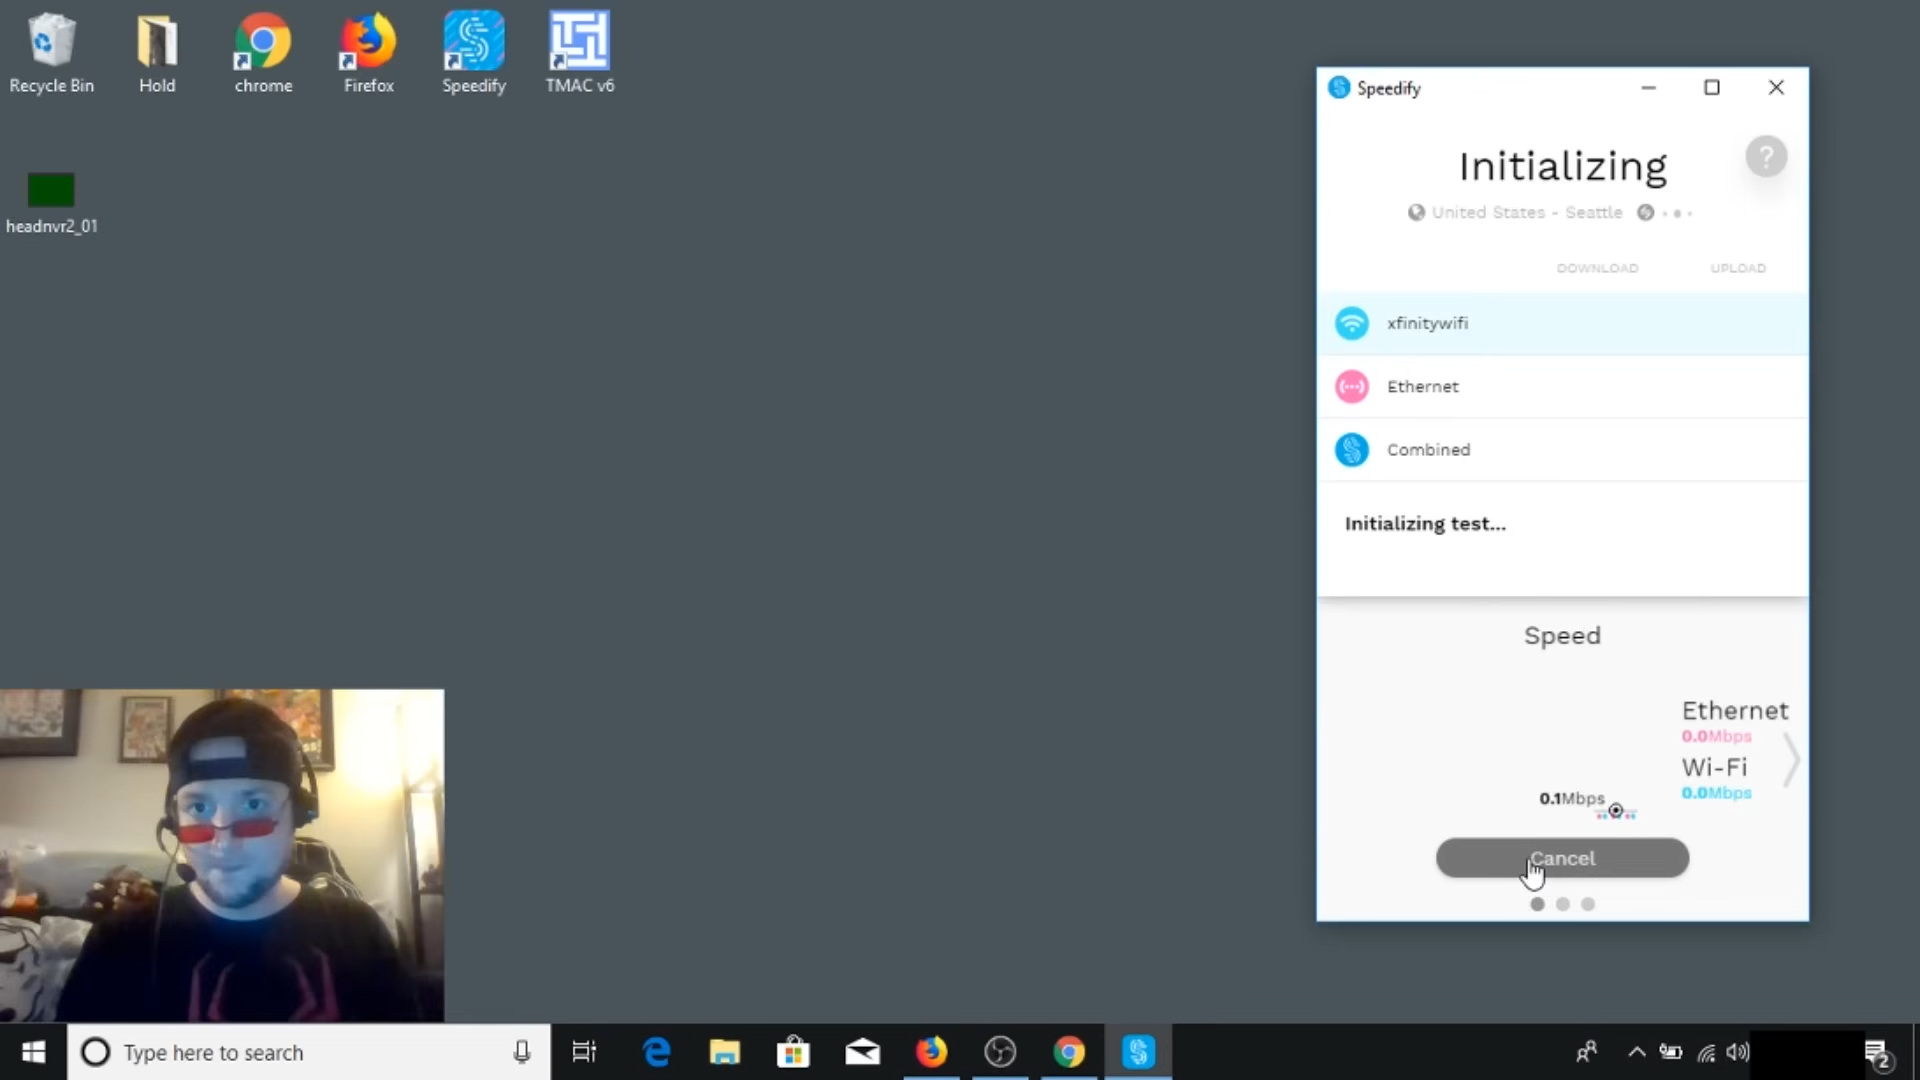 Recycle Bin
Hold
chrome
Firefox
Speedify
TMAC v6
headnvr2_01
Speedify
Initializing
?
United States - Seattle
DOWNLOAD UPLOAD
xfinitywifi
Ethernet
Combined
Initializing test...
Speed
Ethernet
0.0Mbps
Wi-Fi
0.0Mbps
0.1Mbps
Cancel
Type here to search
2